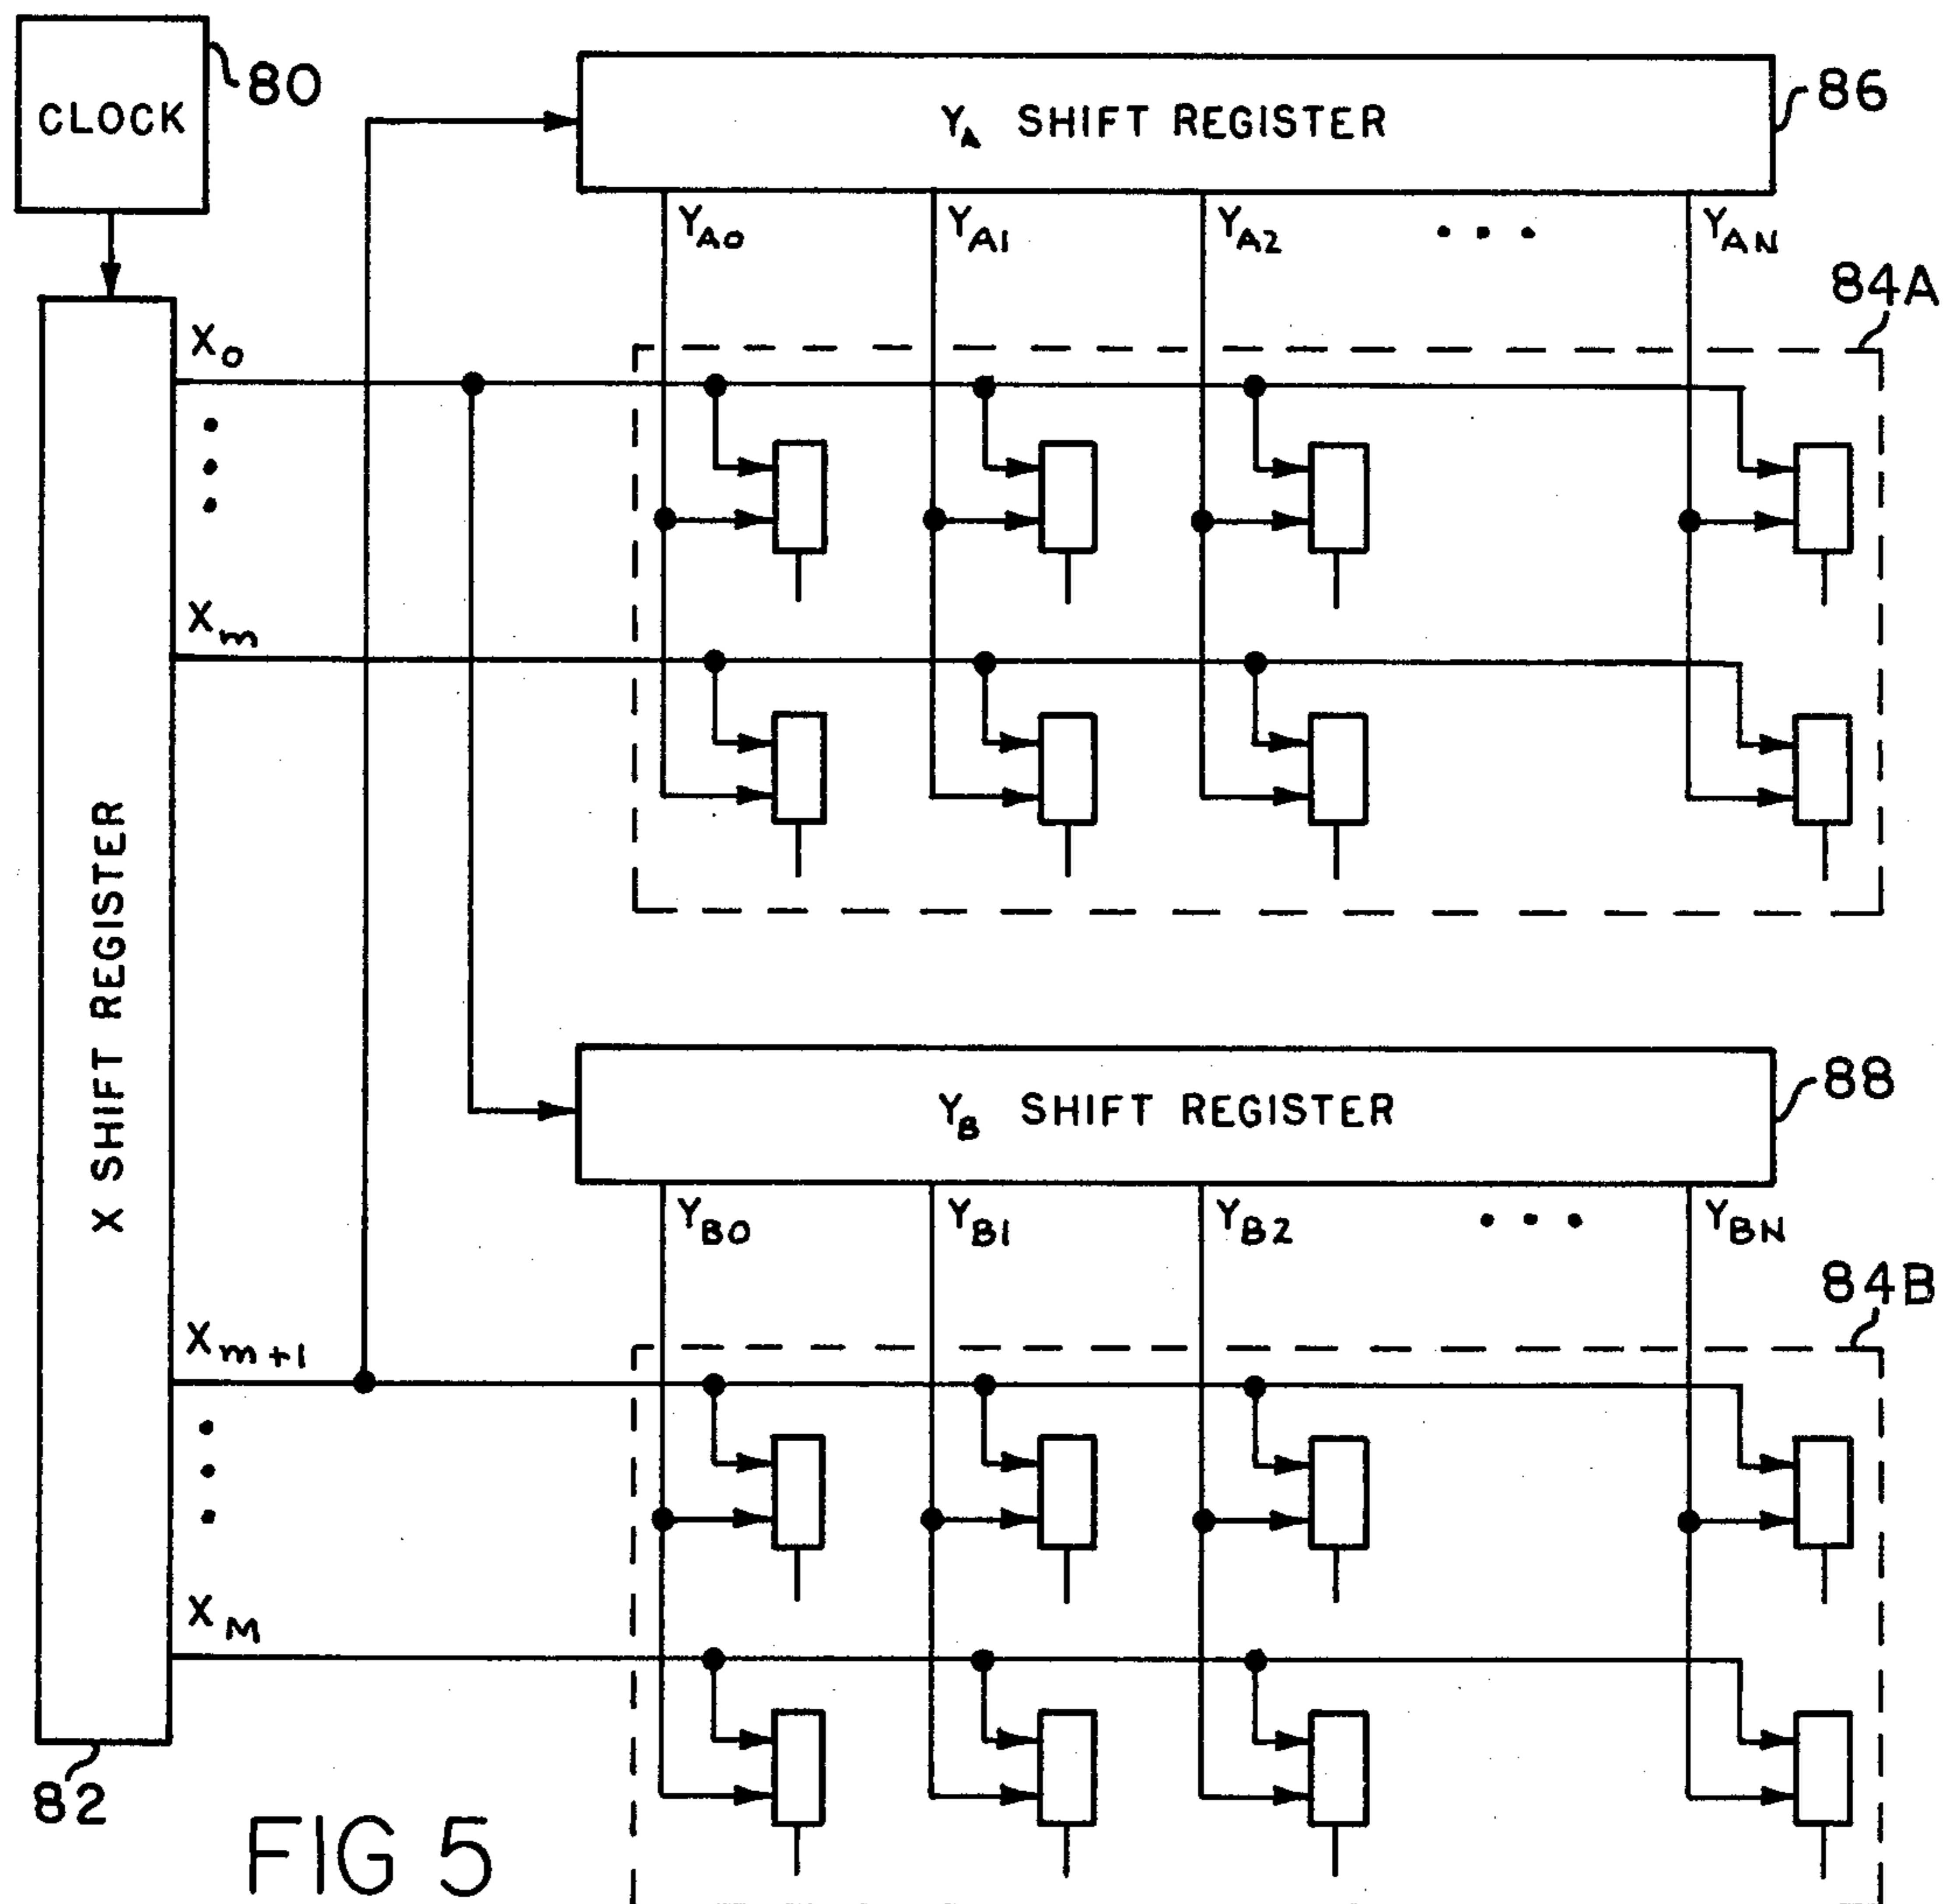 CLOCK
80
Y_A SHIFT REGISTER
86
Y_A0
Y_A1
Y_A2
...
Y_AN
84A
X_0
X_m
X SHIFT REGISTER
82
Y_B SHIFT REGISTER
88
Y_B0
Y_B1
Y_B2
...
Y_BN
84B
X_m+1
X_M
FIG 5